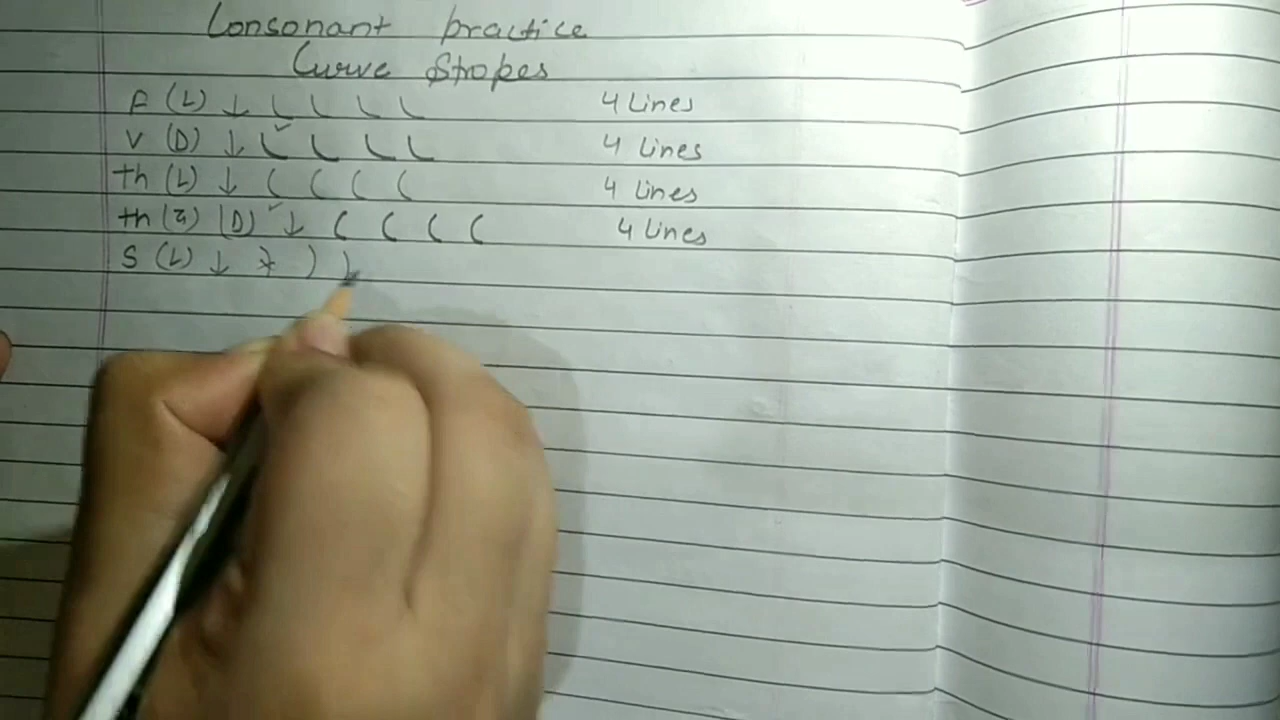 Consonant practice
Curve Strokes
F (L) ↓ ( ( ( ( 4 Lines
V (D) ↓ ( ( ( ( 4 Lines
th (L) ↓ ( ( ( ( 4 Lines
th (द) (D) ↓ ( ( ( ( 4 Lines
S (L) ↓ ) ) )